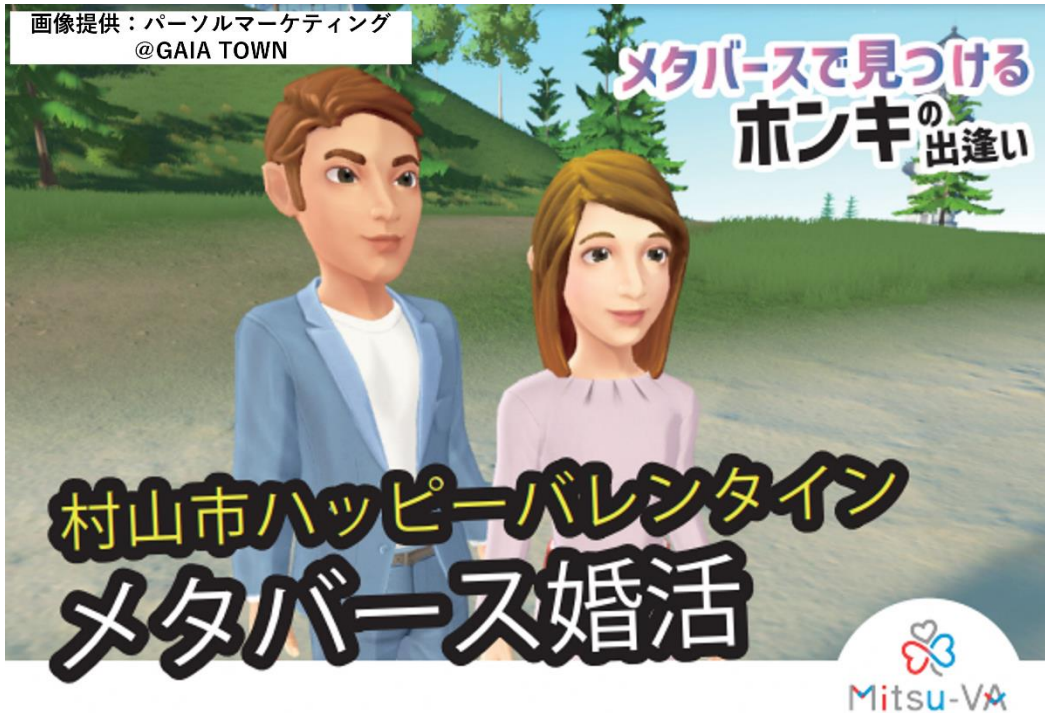 画像提供：パーソルマーケティング
@GAIA TOWN
メタバースで見つける
ホンキの出逢い
村山市ハッピーバレンタイン
メタバース婚活
Mitsu-VA